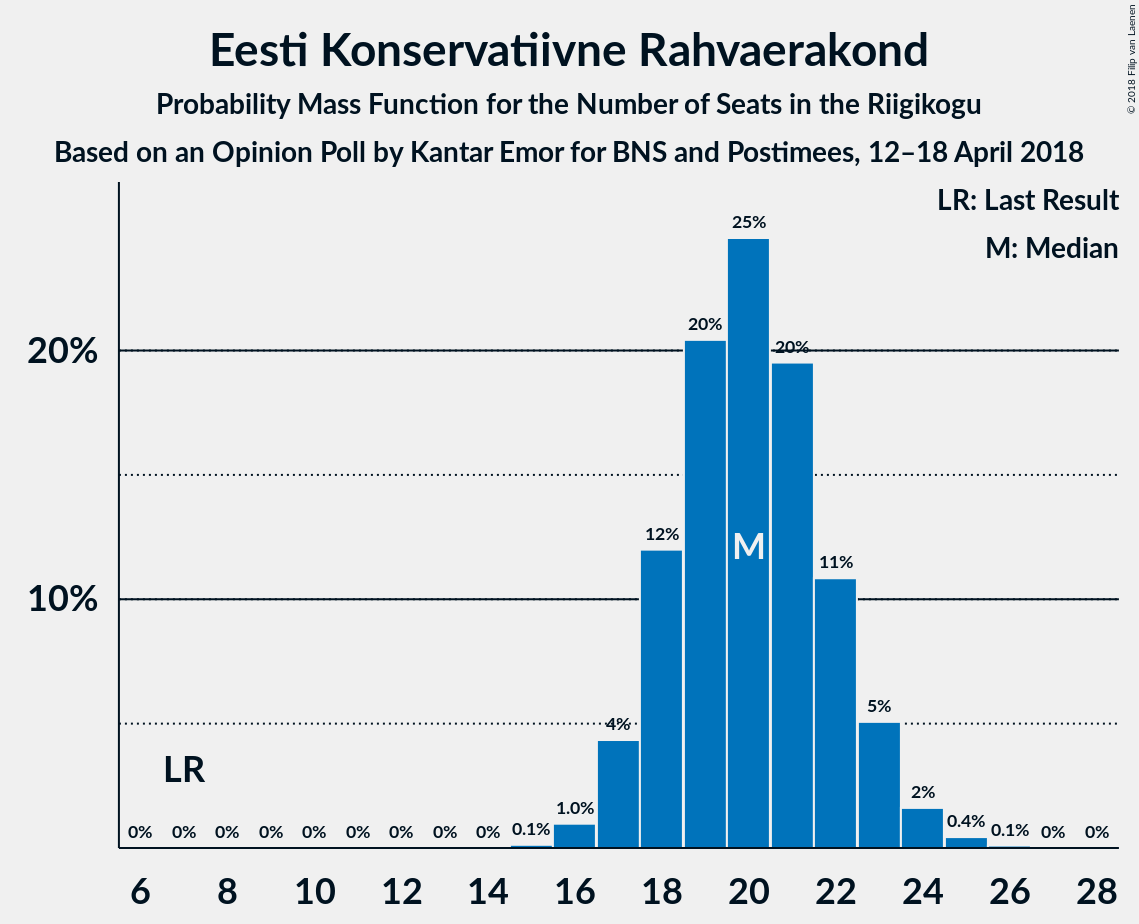 Eesti Konservatiivne Rahvaerakond
Probability Mass Function for the Number of Seats in the Riigikogu
Based on an Opinion Poll by Kantar Emor for BNS and Postimees, 12–18 April 2018
© 2018 Filip van Laenen
LR: Last Result
M: Median
25%
20%
20%
20%
12%
M
11%
10%
5%
4%
LR
2%
1.0%
0.4%
0% 0% 0% 0% 0% 0% 0% 0% 0% 0.1% 0.1% 0% 0%
6 8 10 12 14 16 18 20 22 24 26 28